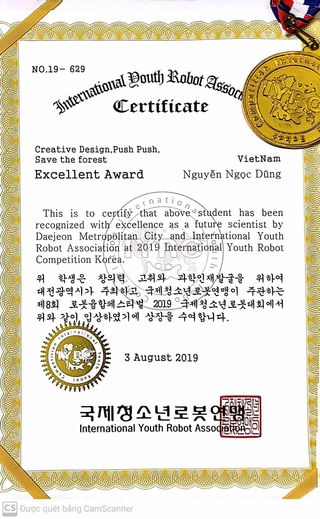 NO.19- 629
International Youth Robot Assoc
Certificate
Creative Design,Push Push,
Save the forest
VietNam
Excellent Award
Nguyễn Ngọc Dũng
This is to certify that above student has been
recognized with excellence as a future scientist by
Daejeon Metropolitan City and International Youth
Robot Association at 2019 International Youth Robot
Competition Korea.
위 학생은 창의력 고취와 과학인재발굴을 위하여
대전광역시가 주최하고 국제청소년로봇연맹이 주관하는
제8회 로봇융합페스티벌 2019 국제청소년로봇대회에서
위와 같이 입상하였기에 상장을 수여합니다.
3 August 2019
국제청소년로봇연맹
International Youth Robot Association
CS Được quét bằng CamScanner